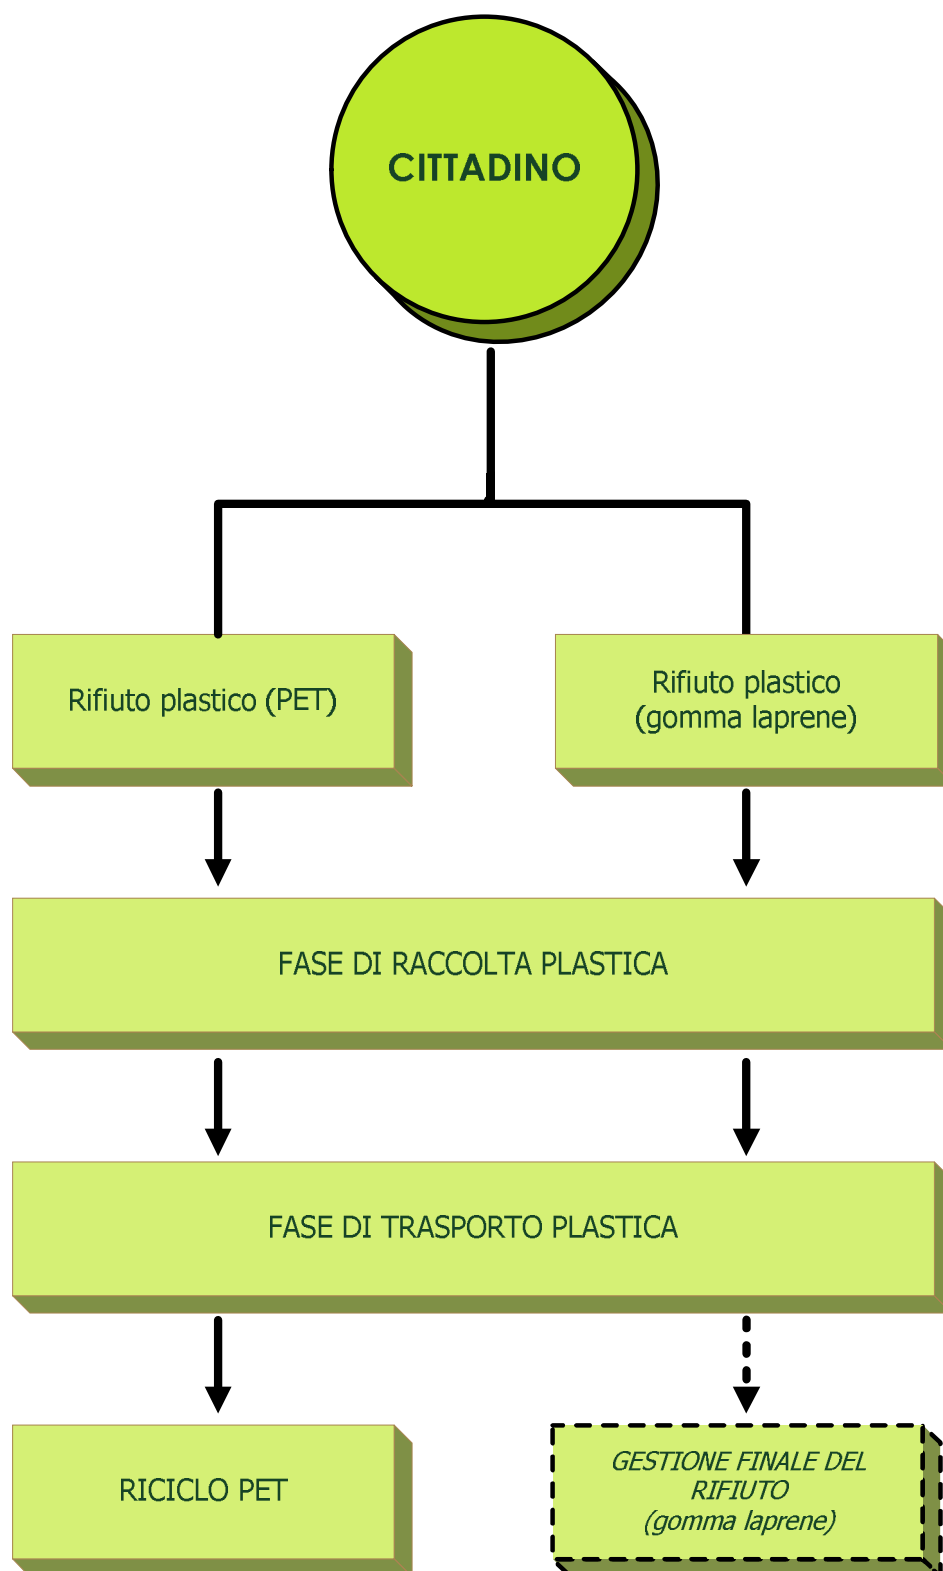 CITTADINO
Rifiuto plastico (PET)
Rifiuto plastico
(gomma laprene)
FASE DI RACCOLTA PLASTICA
FASE DI TRASPORTO PLASTICA
RICICLO PET
GESTIONE FINALE DEL
RIFIUTO
(gomma laprene)